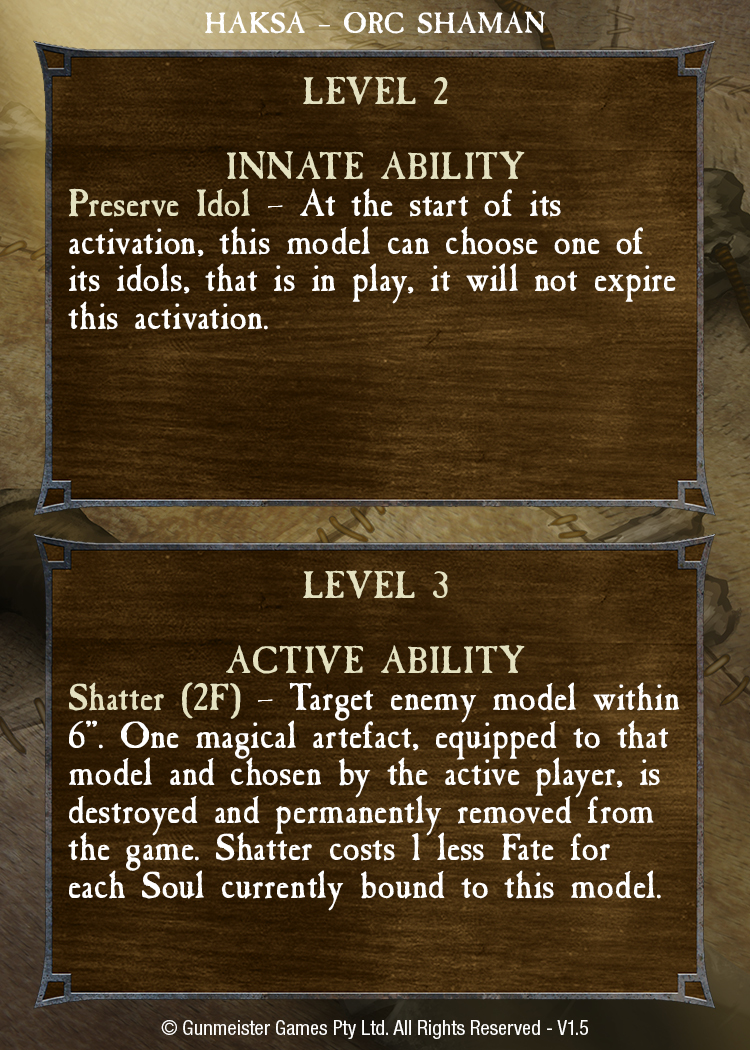 HAKSA – ORC SHAMAN
LEVEL 2
INNATE ABILITY
Preserve Idol – At the start of its
activation, this model can choose one of
its idols, that is in play, it will not expire
this activation.
LEVEL 3
ACTIVE ABILITY
Shatter (2F) – Target enemy model within
6”. One magical artefact, equipped to that
model and chosen by the active player, is
destroyed and permanently removed from
the game. Shatter costs 1 less Fate for
each Soul currently bound to this model.
© Gunmeister Games Pty Ltd. All Rights Reserved - V1.5